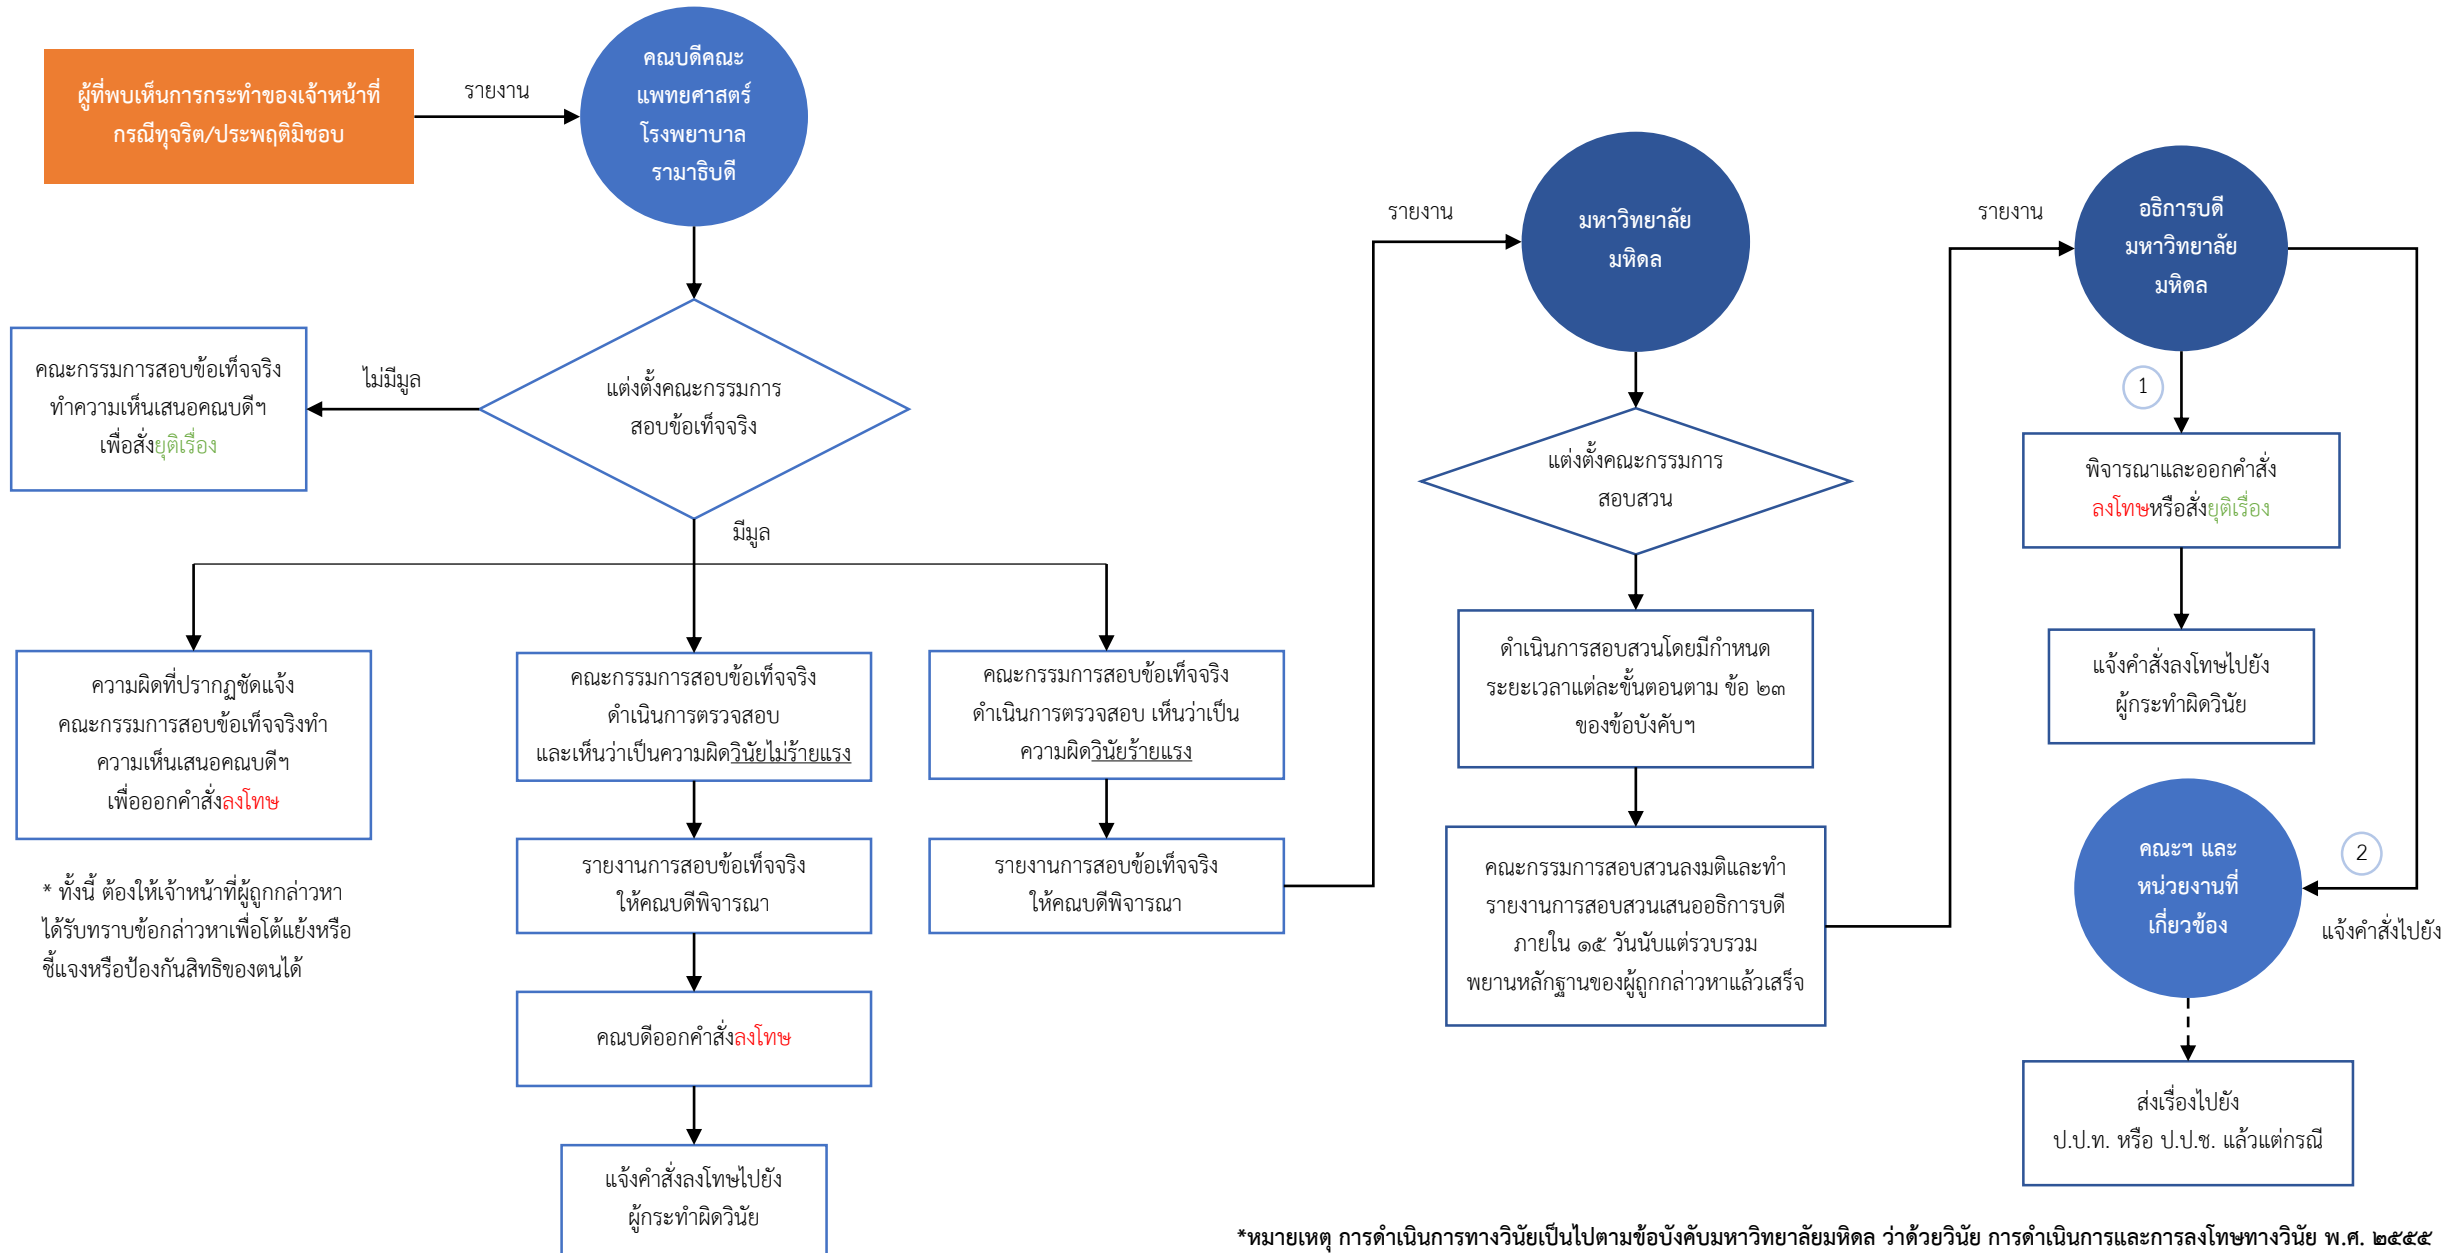 ผู้ที่พบเห็นการกระทำของเจ้าหน้าที่
กรณีทุจริต/ประพฤติมิชอบ
รายงาน
คณบดีคณะ
แพทยศาสตร์
โรงพยาบาล
รามาธิบดี
แต่งตั้งคณะกรรมการ
สอบข้อเท็จจริง
ไม่มีมูล
คณะกรรมการสอบข้อเท็จจริง
ทำความเห็นเสนอคณบดีฯ
เพื่อสั่งยุติเรื่อง
มีมูล
ความผิดที่ปรากฏชัดแจ้ง
คณะกรรมการสอบข้อเท็จจริงทำ
ความเห็นเสนอคณบดีฯ
เพื่อออกคำสั่งลงโทษ
* ทั้งนี้ ต้องให้เจ้าหน้าที่ผู้ถูกกล่าวหา
ได้รับทราบข้อกล่าวหาเพื่อโต้แย้งหรือ
ชี้แจงหรือป้องกันสิทธิของตนได้
คณะกรรมการสอบข้อเท็จจริง
ดำเนินการตรวจสอบ
และเห็นว่าเป็นความผิดวินัยไม่ร้ายแรง
รายงานการสอบข้อเท็จจริง
ให้คณบดีพิจารณา
คณบดีออกคำสั่งลงโทษ
แจ้งคำสั่งลงโทษไปยัง
ผู้กระทำผิดวินัย
คณะกรรมการสอบข้อเท็จจริง
ดำเนินการตรวจสอบ เห็นว่าเป็น
ความผิดวินัยร้ายแรง
รายงานการสอบข้อเท็จจริง
ให้คณบดีพิจารณา
รายงาน
มหาวิทยาลัย
มหิดล
แต่งตั้งคณะกรรมการ
สอบสวน
ดำเนินการสอบสวนโดยมีกำหนด
ระยะเวลาแต่ละขั้นตอนตาม ข้อ ๒๓
ของข้อบังคับฯ
คณะกรรมการสอบสวนลงมติและทำ
รายงานการสอบสวนเสนออธิการบดี
ภายใน ๑๕ วันนับแต่รวบรวม
พยานหลักฐานของผู้ถูกกล่าวหาแล้วเสร็จ
รายงาน
อธิการบดี
มหาวิทยาลัย
มหิดล
1
พิจารณาและออกคำสั่ง
ลงโทษหรือสั่งยุติเรื่อง
แจ้งคำสั่งลงโทษไปยัง
ผู้กระทำผิดวินัย
2
แจ้งคำสั่งไปยัง
คณะฯ และ
หน่วยงานที่
เกี่ยวข้อง
ส่งเรื่องไปยัง
ป.ป.ท. หรือ ป.ป.ช. แล้วแต่กรณี
*หมายเหตุ การดำเนินการทางวินัยเป็นไปตามข้อบังคับมหาวิทยาลัยมหิดล ว่าด้วยวินัย การดำเนินการและการลงโทษทางวินัย พ.ศ. ๒๕๕๕